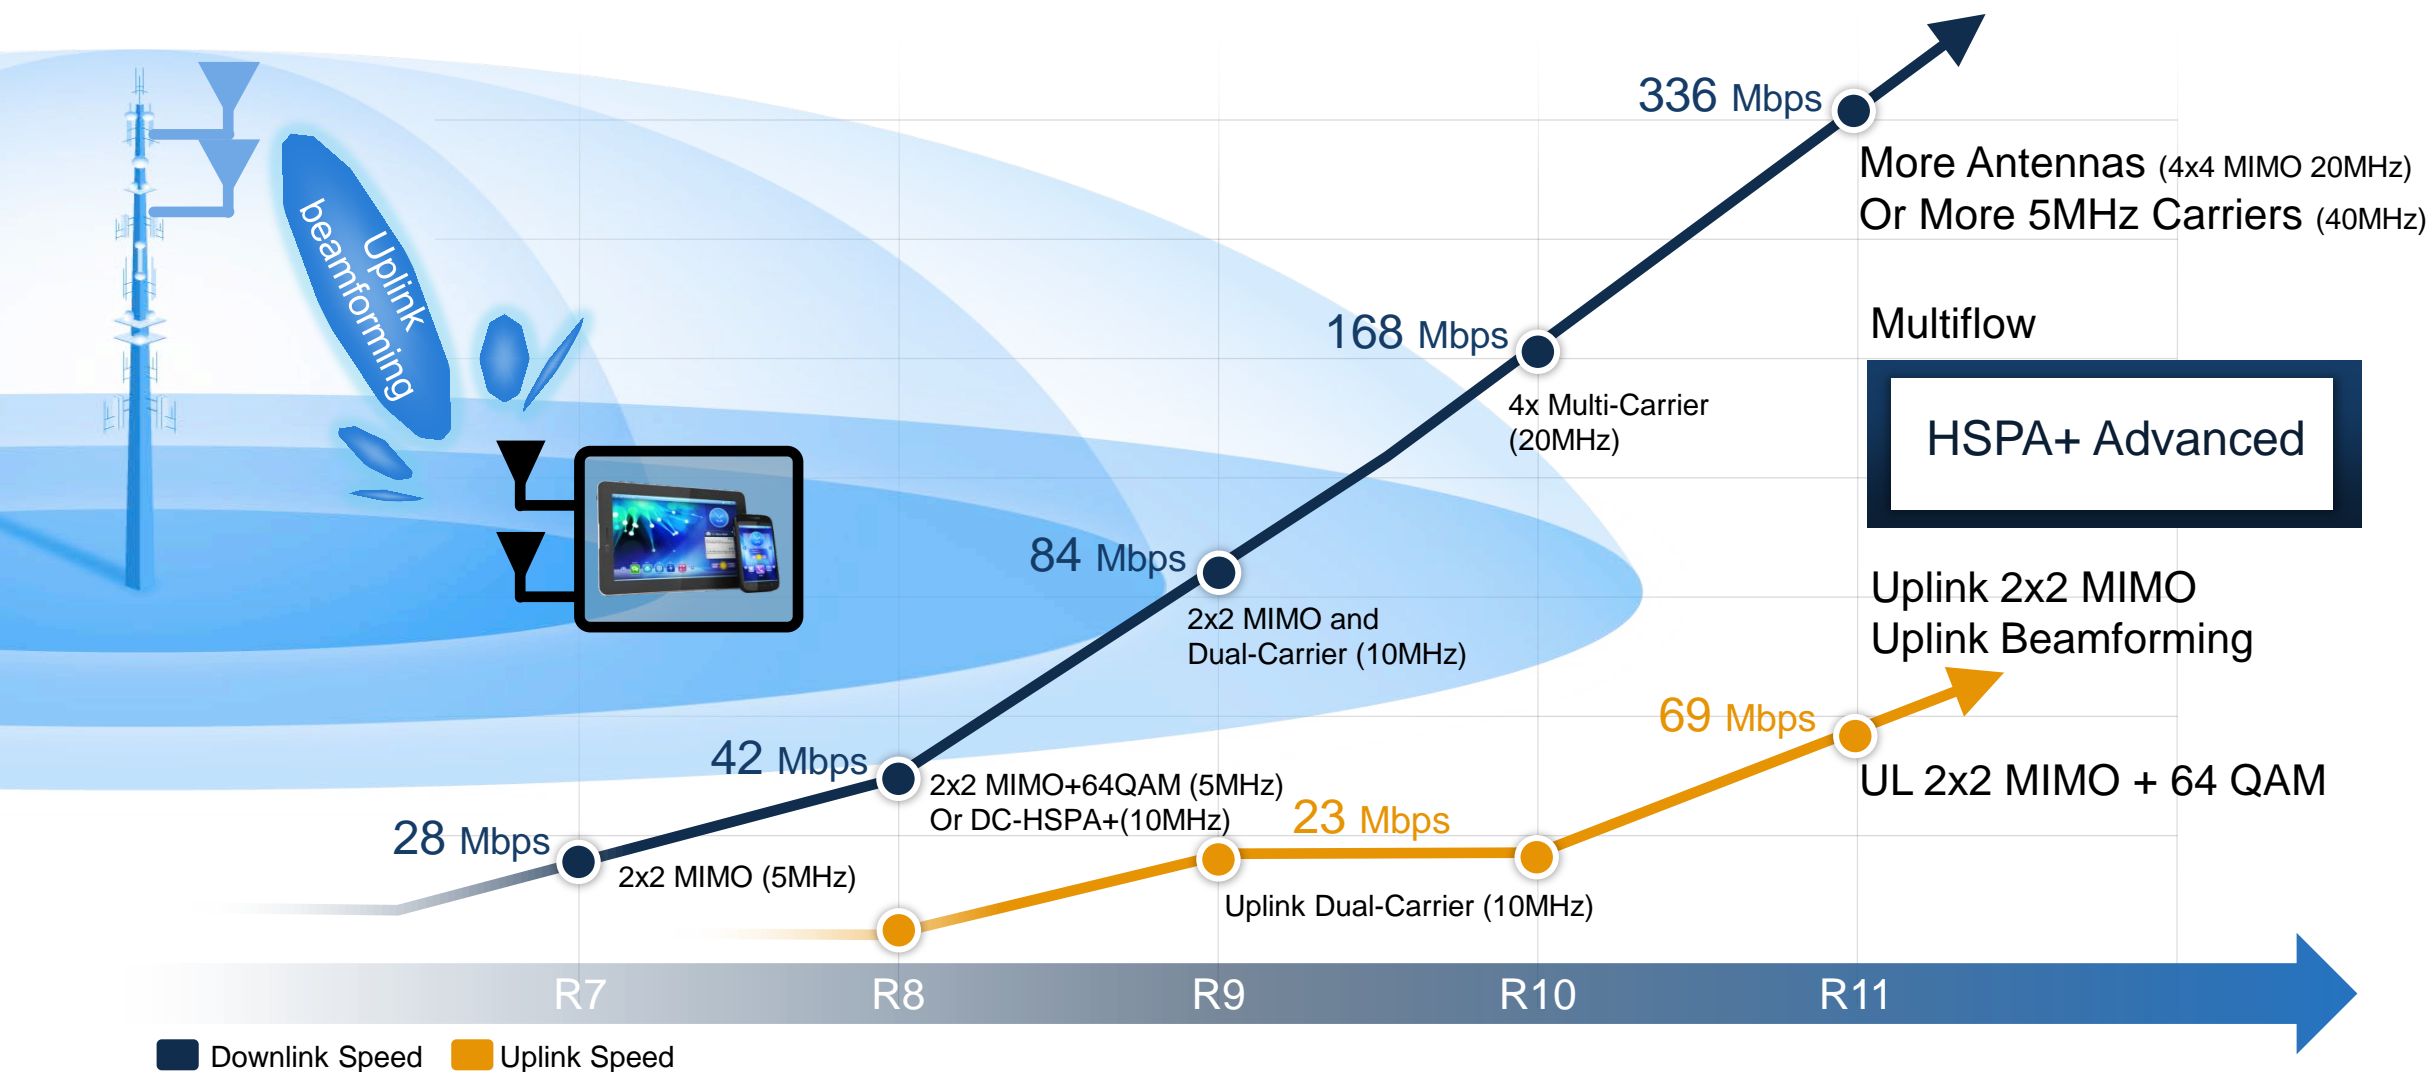 336 Mbps
More Antennas (4x4 MIMO 20MHz)
Or More 5MHz Carriers (40MHz)
Uplink
beamforming
Multiflow
168 Mbps
4x Multi-Carrier
(20MHz)
HSPA+ Advanced
84 Mbps
2x2 MIMO and
Dual-Carrier (10MHz)
Uplink 2x2 MIMO
Uplink Beamforming
69 Mbps
42 Mbps
2x2 MIMO+64QAM (5MHz)
Or DC-HSPA+(10MHz)
23 Mbps
UL 2x2 MIMO + 64 QAM
28 Mbps
2x2 MIMO (5MHz)
Uplink Dual-Carrier (10MHz)
R7 R8 R9 R10 R11
Downlink Speed Uplink Speed